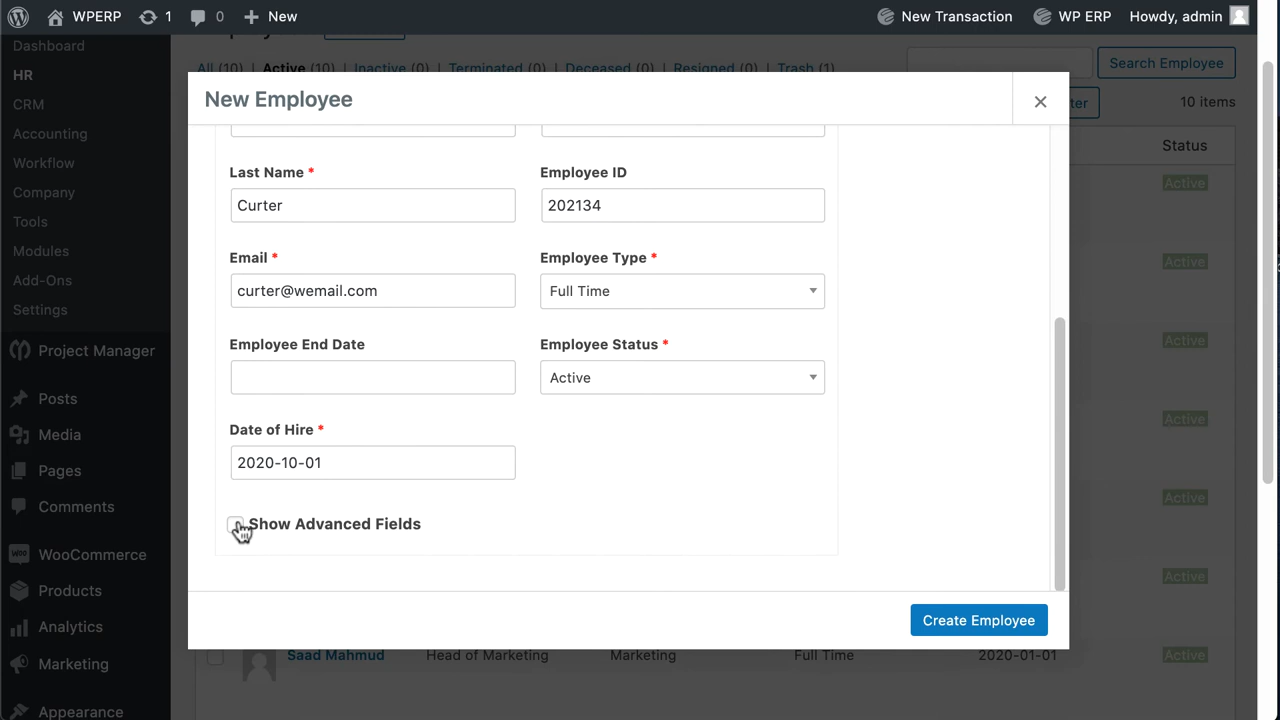 WPERP 1 0 New New Transaction WP ERP Howdy, admin
Dashboard
HR
CRM
Accounting
Workflow
Company
Tools
Modules
Add-Ons
Settings
Project Manager
Posts
Media
Pages
Comments
WooCommerce
Products
Analytics
Marketing
Appearance
All (10) | Active (10) | Inactive (0) | Terminated (0) | Deceased (0) | Resigned (0) | Trash (1)
Search Employee
10 items
Status
Active
Active
Active
Active
Active
Active
New Employee ×
Last Name * Employee ID
Curter 202134
Email * Employee Type *
curter@wemail.com Full Time
Employee End Date Employee Status *
Active
Date of Hire *
2020-10-01
Show Advanced Fields
Create Employee
Saad Mahmud Head of Marketing Marketing Full Time 2020-01-01 Active